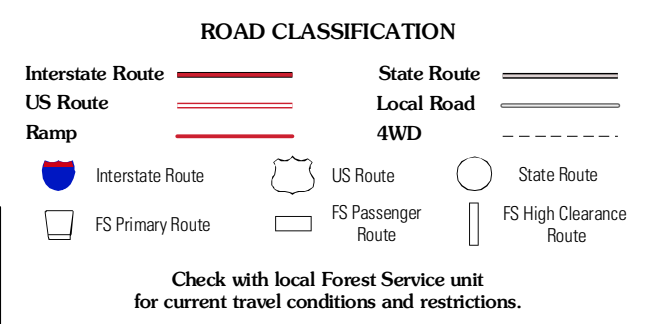 ROAD CLASSIFICATION
Interstate Route
State Route
US Route
Local Road
Ramp
4WD
Interstate Route
US Route
State Route
FS Primary Route
FS Passenger
Route
FS High Clearance
Route
Check with local Forest Service unit
for current travel conditions and restrictions.